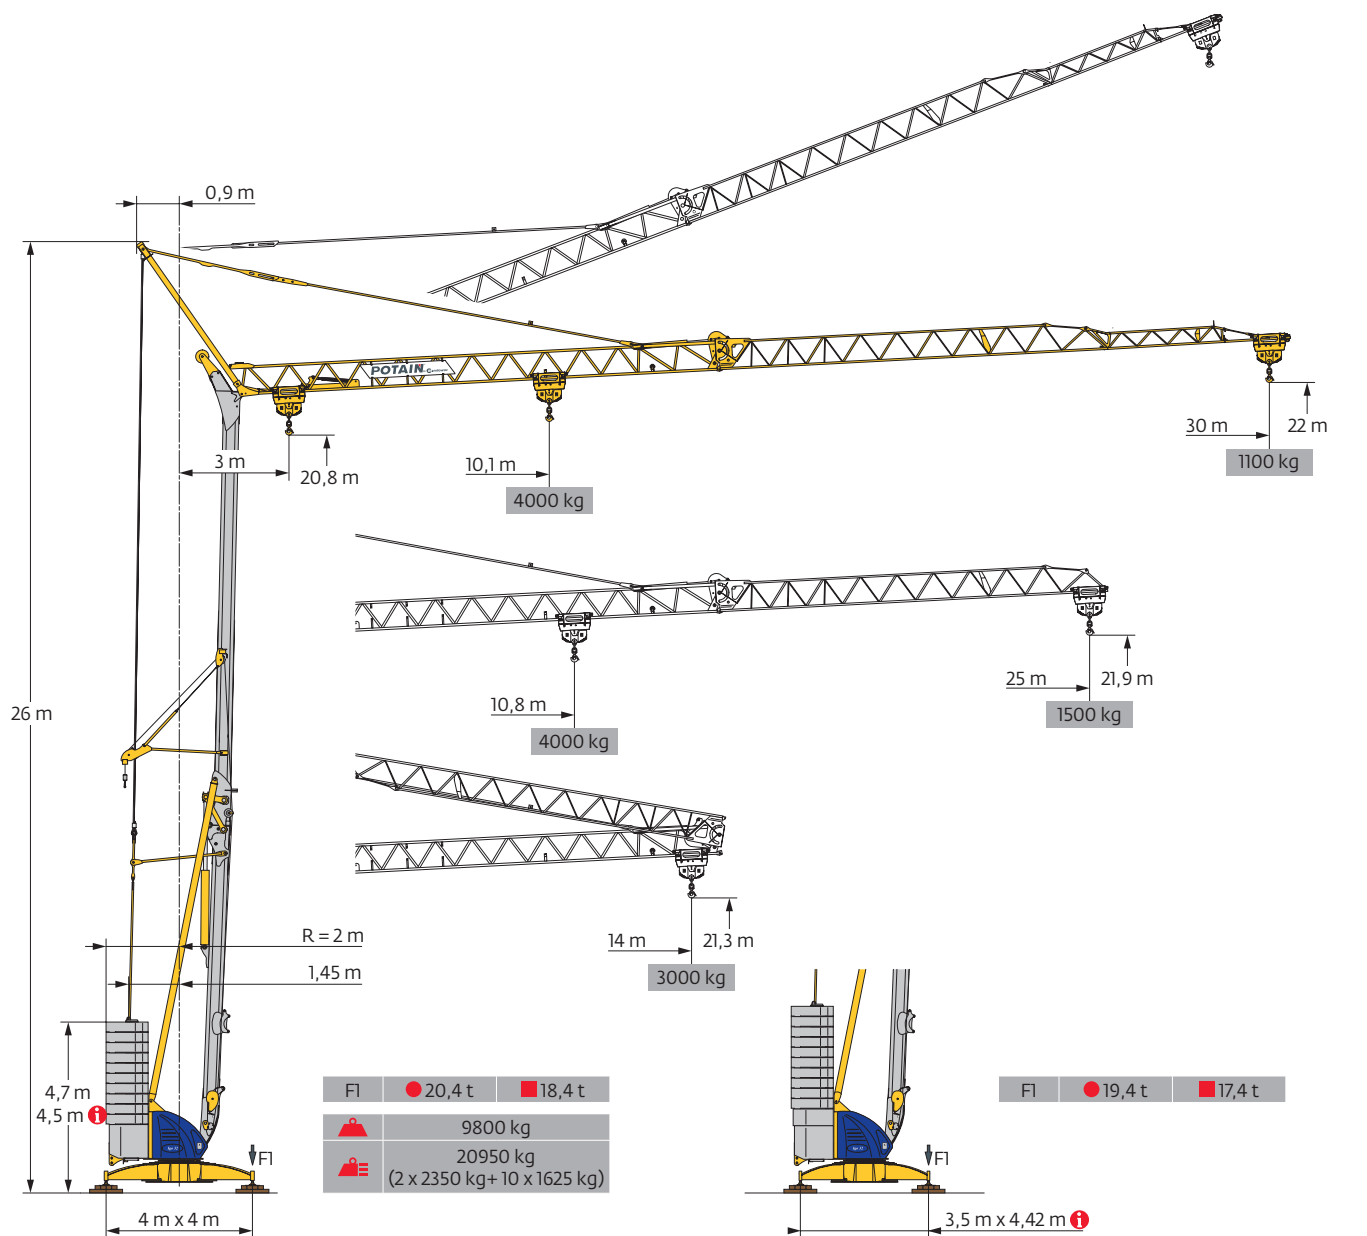 0,9 m
POTAIN
3 m
20,8 m
10,1 m
4000 kg
30 m
22 m
1100 kg
26 m
10,8 m
4000 kg
25 m
21,9 m
1500 kg
R = 2 m
1,45 m
14 m
21,3 m
3000 kg
4,7 m
4,5 m i
F1 20,4 t 18,4 t
9800 kg
20950 kg
(2 x 2350 kg+ 10 x 1625 kg)
F1
4 m x 4 m
F1 19,4 t 17,4 t
F1
3,5 m x 4,42 m i